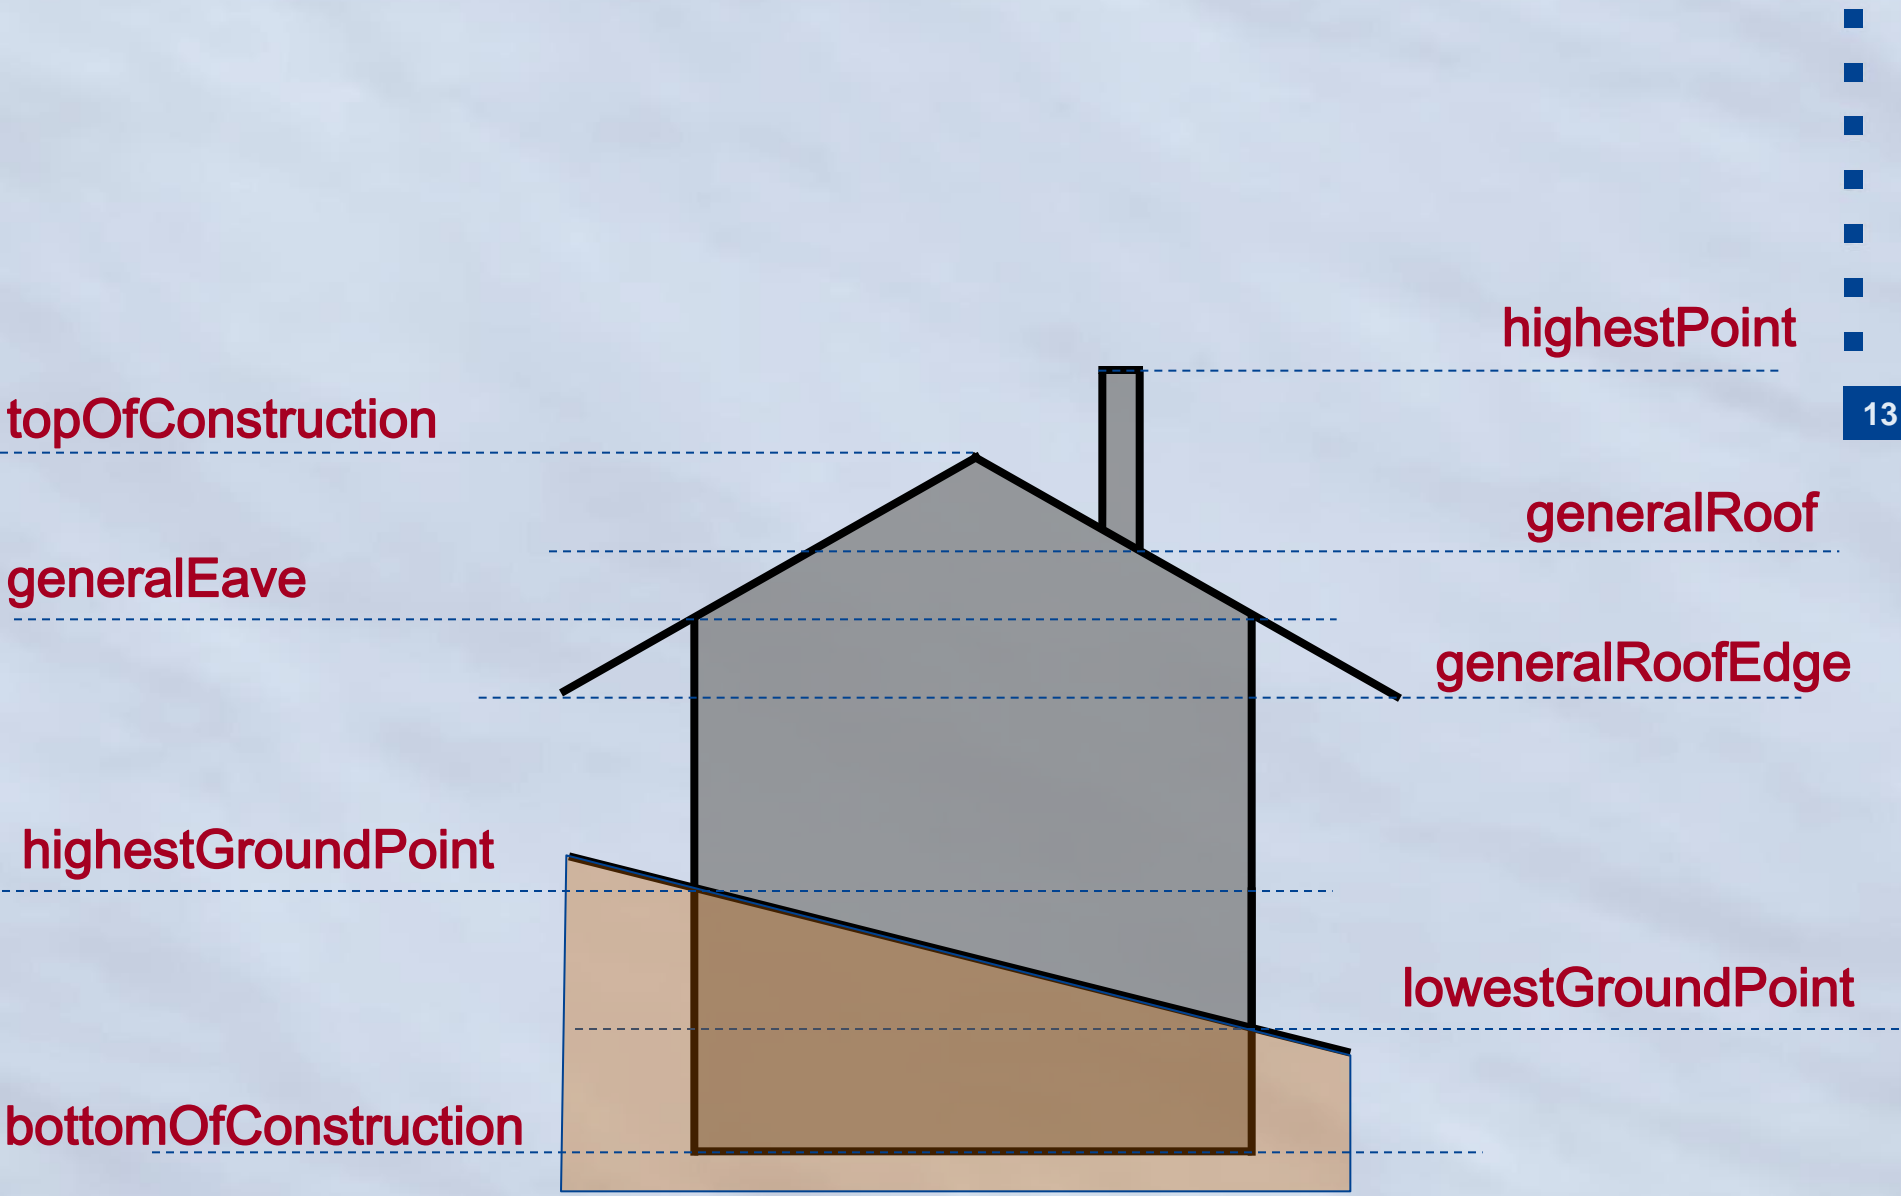 highestPoint
topOfConstruction
13
generalRoof
generalEave
generalRoofEdge
highestGroundPoint
lowestGroundPoint
bottomOfConstruction